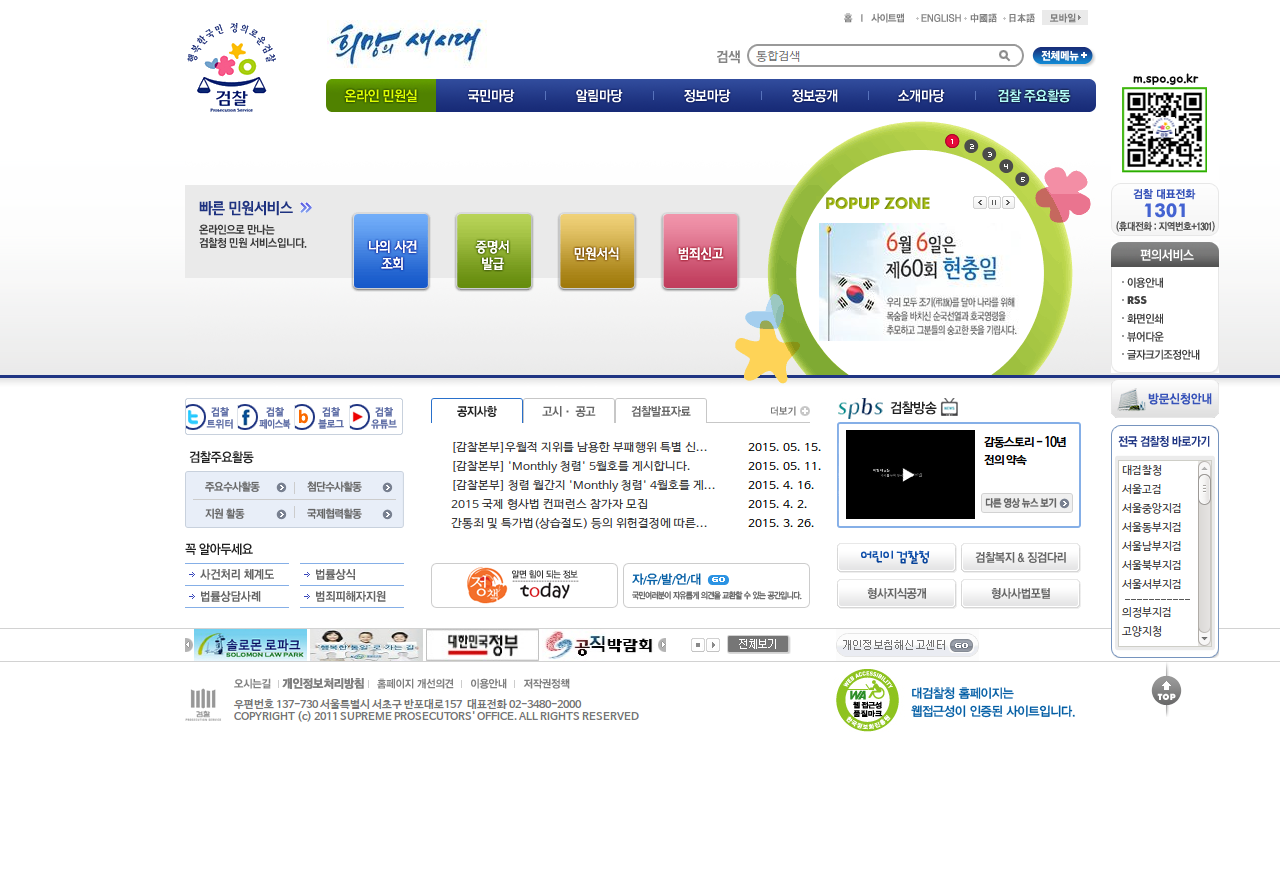 행복한국민 정의로운검찰
검찰
Prosecution Service
희망의 새시대
홈 | 사이트맵 · ENGLISH · 中國語 · 日本語 모바일
검색 통합검색 전체메뉴 +
온라인 민원실 국민마당 알림마당 정보마당 정보공개 소개마당 검찰 주요활동
m.spo.go.kr
빠른 민원서비스
온라인으로 만나는
검찰청 민원 서비스입니다.
나의 사건
조회
증명서
발급
민원서식
범죄신고
1 2 3 4 5
POPUP ZONE
6월 6일은
제60회 현충일
우리 모두 조기(弔旗)를 달아 나라를 위해
목숨을 바치신 순국선열과 호국영령을
추모하고 그분들의 숭고한 뜻을 기립시다.
검찰 대표전화
1301
(휴대전화 : 지역번호+1301)
편의서비스
· 이용안내
· RSS
· 화면인쇄
· 뷰어다운
· 글자크기조정안내
방문신청안내
전국 검찰청 바로가기
대검찰청
서울고검
서울중앙지검
서울동부지검
서울남부지검
서울북부지검
서울서부지검
------------
의정부지검
고양지청
TOP
검찰
트위터
검찰
페이스북
검찰
블로그
검찰
유튜브
검찰주요활동
주요수사활동 첨단수사활동
지원 활동 국제협력활동
꼭 알아두세요
사건처리 체계도 법률상식
법률상담사례 범죄피해자지원
공지사항 고시 · 공고 검찰발표자료 더보기
[감찰본부]우월적 지위를 남용한 부패행위 특별 신... 2015. 05. 15.
[감찰본부] 'Monthly 청렴' 5월호를 게시합니다. 2015. 05. 11.
[감찰본부] 청렴 월간지 'Monthly 청렴' 4월호를 게... 2015. 4. 16.
2015 국제 형사법 컨퍼런스 참가자 모집 2015. 4. 2.
간통죄 및 특가법(상습절도) 등의 위헌결정에 따른... 2015. 3. 26.
정책 알면 힘이 되는 정보
today
자/유/발/언/대 GO
국민여러분이 자유롭게 의견을 교환할 수 있는 공간입니다.
spbs 검찰방송 NEWS
감동스토리 - 10년
전의 약속
다른 영상 뉴스 보기
어린이 검찰청 검찰복지 & 징검다리
형사지식공개 형사사법포털
솔로몬 로파크
SOLOMON LAW PARK
행복한 통일로 가는 길
대한민국정부
공직박람회
전체보기
개인정보침해신고센터 GO
오시는길 | 개인정보처리방침 | 홈페이지 개선의견 | 이용안내 | 저작권정책
검찰
PROSECUTION SERVICE
우편번호 137-730 서울특별시 서초구 반포대로157 대표전화 02-3480-2000
COPYRIGHT (c) 2011 SUPREME PROSECUTORS' OFFICE. ALL RIGHTS RESERVED
WEB ACCESSIBILITY
WA
웹 접근성
품질마크
대검찰청 홈페이지는
웹접근성이 인증된 사이트입니다.